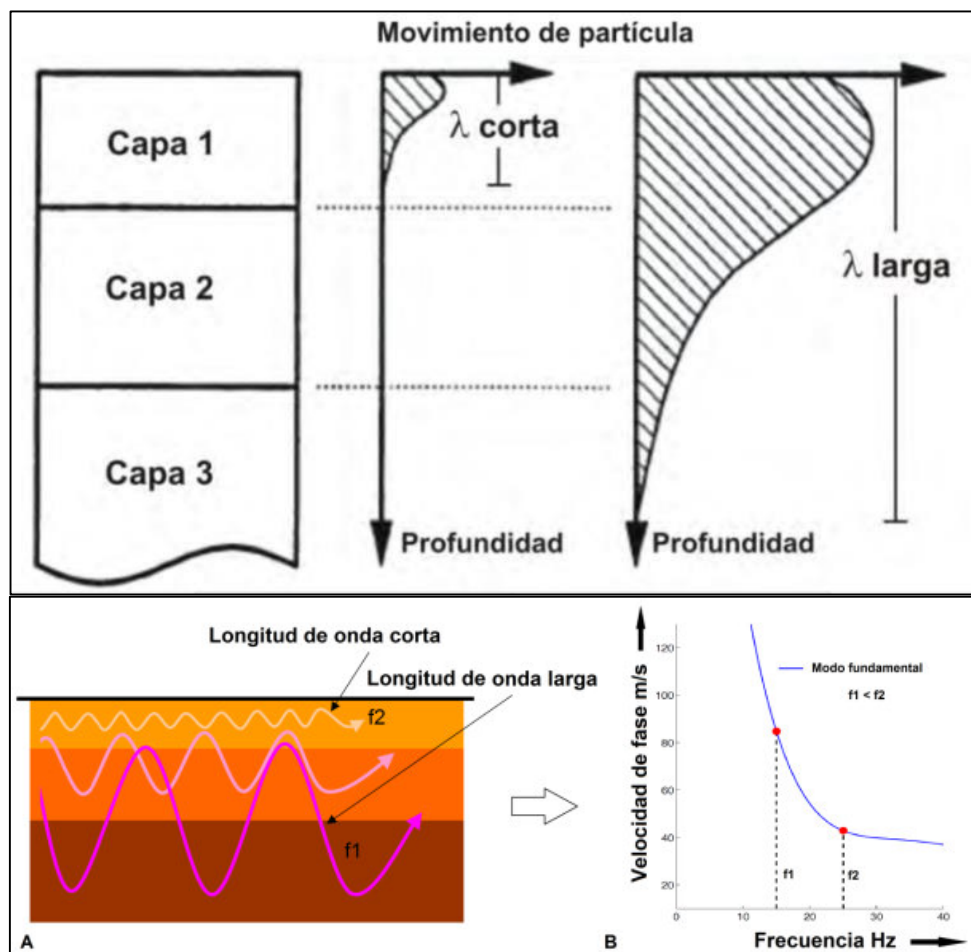 Movimiento de partícula
Capa 1
λ corta
Capa 2
λ larga
Capa 3
Profundidad
Profundidad
Longitud de onda corta
Longitud de onda larga
f2
f1
A
Velocidad de fase m/s
120
100
80
60
40
20
Modo fundamental
f1 < f2
f1
f2
0
10
20
30
40
B
Frecuencia Hz